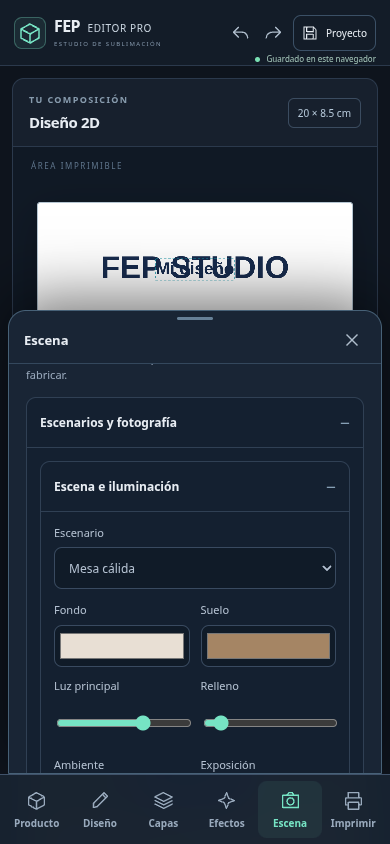 FEP EDITOR PRO
ESTUDIO DE SUBLIMACIÓN
Proyecto
Guardado en este navegador
TU COMPOSICIÓN
Diseño 2D
20 × 8.5 cm
ÁREA IMPRIMIBLE
FEP STUDIO
Mi diseño
Escena
fabricar.
Escenarios y fotografía
Escena e iluminación
Escenario
Mesa cálida
Fondo
Suelo
Luz principal
Relleno
Ambiente
Exposición
Producto
Diseño
Capas
Efectos
Escena
Imprimir